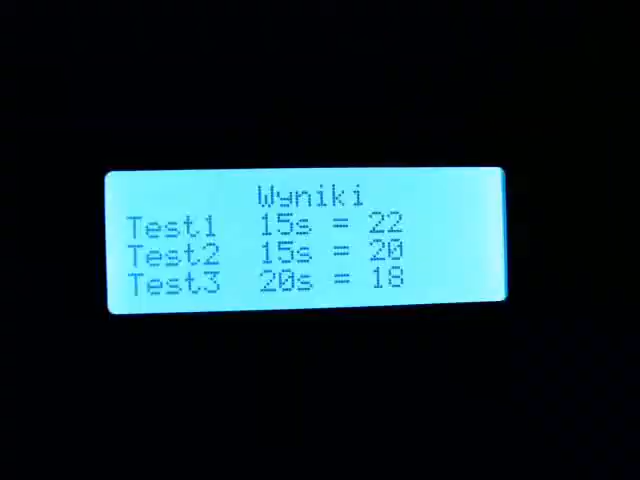 Wyniki
Test1 15s = 22
Test2 15s = 20
Test3 20s = 18